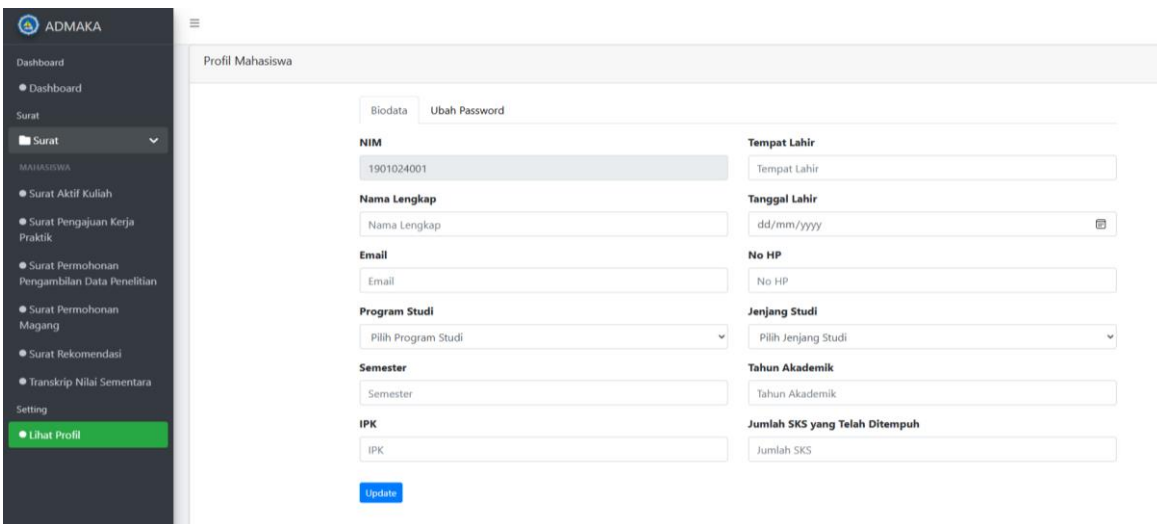 ADMAKA
Dashboard
Dashboard
Surat
Surat
MAHASISWA
Surat Aktif Kuliah
Surat Pengajuan Kerja
Praktik
Surat Permohonan
Pengambilan Data Penelitian
Surat Permohonan
Magang
Surat Rekomendasi
Transkrip Nilai Sementara
Setting
Lihat Profil
Profil Mahasiswa
Biodata Ubah Password
NIM
1901024001
Nama Lengkap
Nama Lengkap
Email
Email
Program Studi
Pilih Program Studi
Semester
Semester
IPK
IPK
Tempat Lahir
Tempat Lahir
Tanggal Lahir
dd/mm/yyyy
No HP
No HP
Jenjang Studi
Pilih Jenjang Studi
Tahun Akademik
Tahun Akademik
Jumlah SKS yang Telah Ditempuh
Jumlah SKS
Update